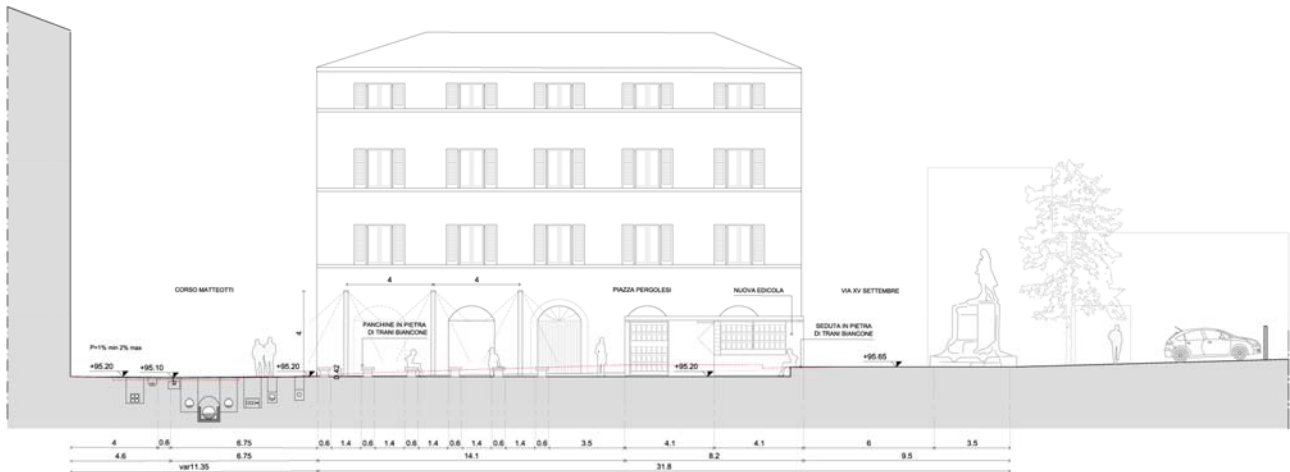 4
4
CORSO MATTEOTTI
PIAZZA PERGOLESI
NUOVA EDICOLA
VIA XV SETTEMBRE
4
PANCHINE IN PIETRA
DI TRANI BIANCONE
SEDUTA IN PIETRA
DI TRANI BIANCONE
P=1% min 2% max
+95.20
+95.10
+95.20
0.42
+95.20
+95.65
4 0.6 6.75 0.6 1.4 0.6 1.4 0.6 1.4 0.6 1.4 0.6 3.5 4.1 4.1 6 3.5
4.6 6.75 14.1 8.2 9.5
var11.35 31.8